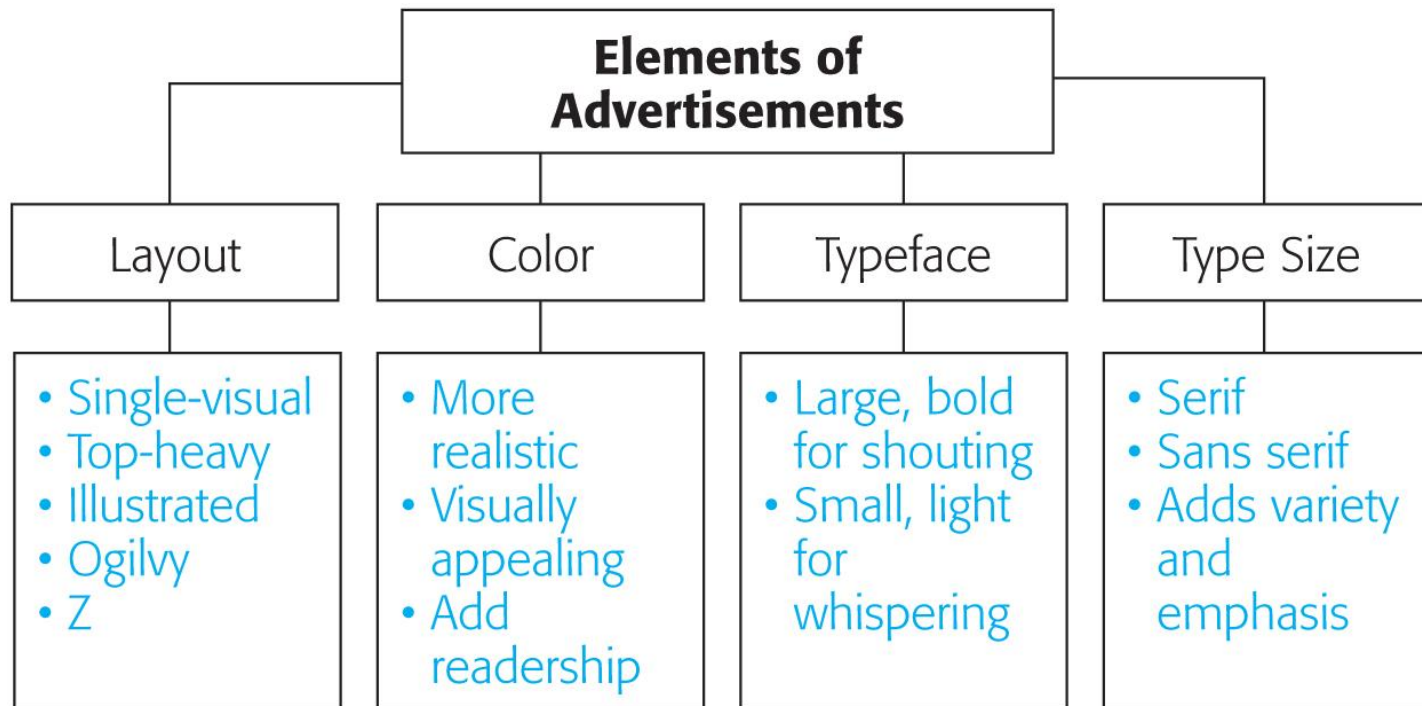 Elements of
Advertisements
Layout
Color
Typeface
Type Size
• Single-visual
• Top-heavy
• Illustrated
• Ogilvy
• Z
• More
realistic
• Visually
appealing
• Add
readership
• Large, bold
for shouting
• Small, light
for
whispering
• Serif
• Sans serif
• Adds variety
and
emphasis